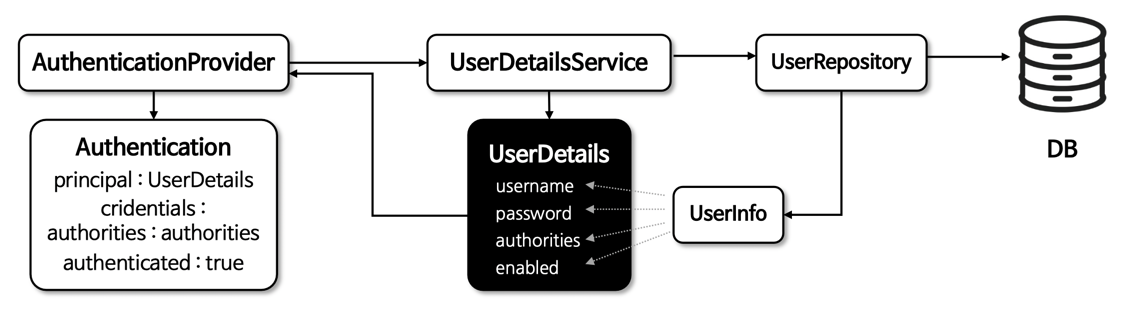 AuthenticationProvider
UserDetailsService
UserRepository
DB
Authentication
principal : UserDetails
cridentials :
authorities : authorities
authenticated : true
UserDetails
username
password
authorities
enabled
UserInfo